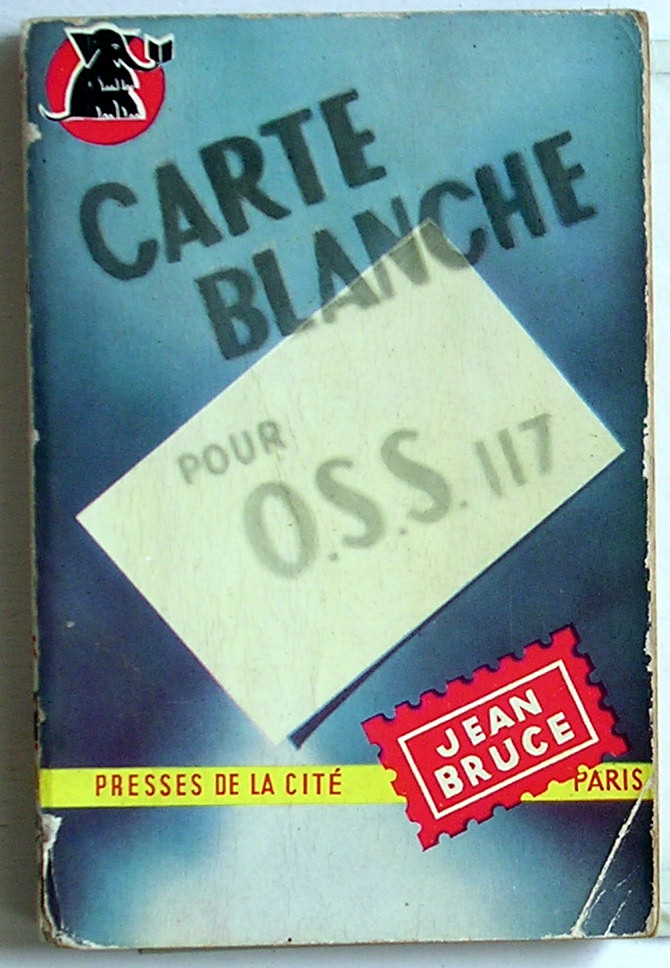 CARTE
BLANCHE
POUR
O.S.S. 117
JEAN
BRUCE
PRESSES DE LA CITÉ
PARIS